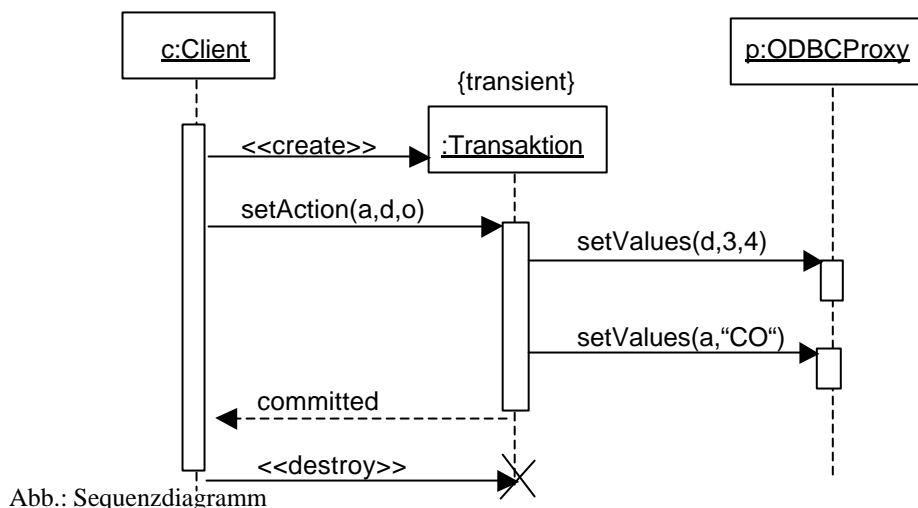 c:Client
p:ODBCProxy
{transient}
<<create>>
:Transaktion
setAction(a,d,o)
setValues(d,3,4)
setValues(a,“CO“)
committed
<<destroy>>
Abb.: Sequenzdiagramm